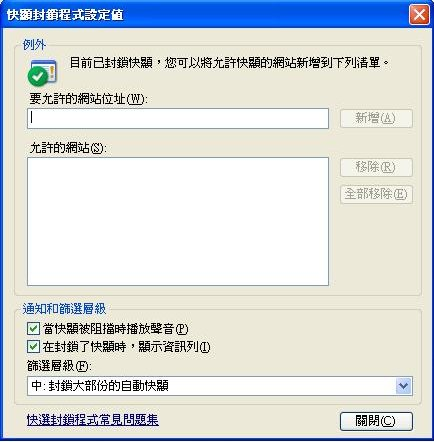 快顯封鎖程式設定值
例外
目前已封鎖快顯，您可以將允許快顯的網站新增到下列清單。
要允許的網站位址(W):
新增(A)
允許的網站(S):
移除(R)
全部移除(E)
通知和篩選層級
當快顯被阻擋時播放聲音(P)
在封鎖了快顯時，顯示資訊列(I)
篩選層級(F):
中: 封鎖大部份的自動快顯
快選封鎖程式常見問題集
關閉(C)